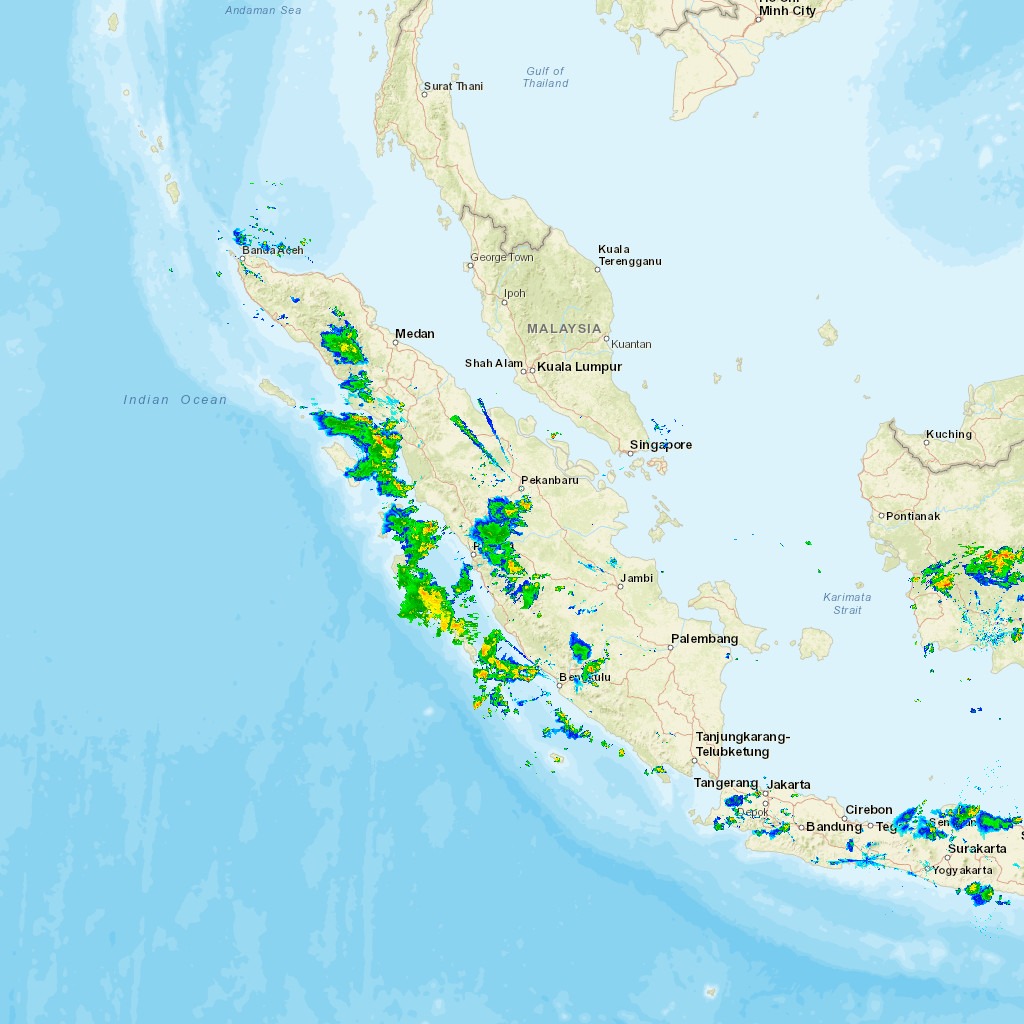 Andaman Sea
Minh City
Gulf of
Thailand
Surat Thani
Banda Aceh
George Town
Kuala
Terengganu
Ipoh
MALAYSIA
Medan
Kuantan
Shah Alam
Kuala Lumpur
Indian Ocean
Singapore
Kuching
Pekanbaru
Pontianak
Jambi
Karimata
Strait
Palembang
Bengkulu
Tanjungkarang-
Telubketung
Tangerang
Jakarta
Depok
Cirebon
Bandung
Teg
Surakarta
Yogyakarta